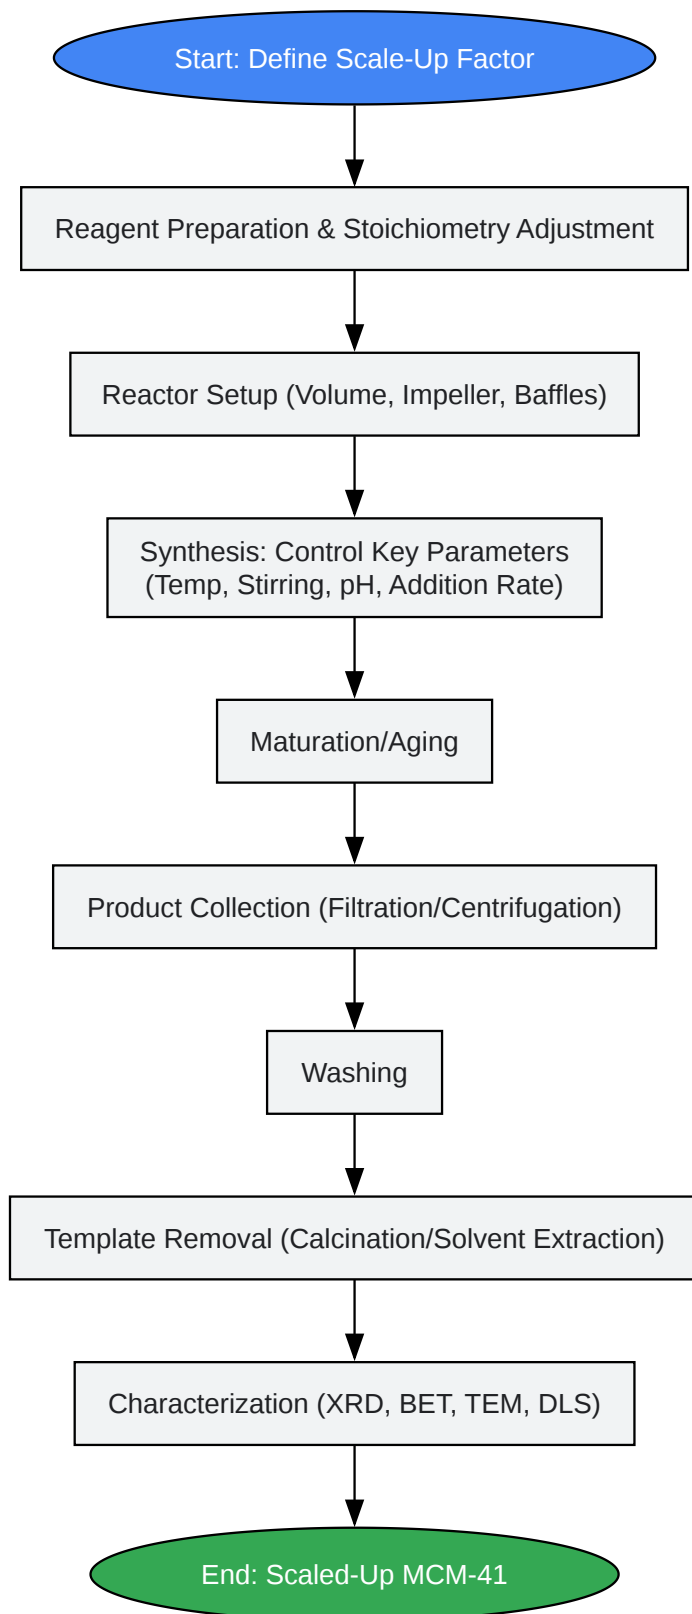 Start: Define Scale-Up Factor
Reagent Preparation & Stoichiometry Adjustment
Reactor Setup (Volume, Impeller, Baffles)
Synthesis: Control Key Parameters
(Temp, Stirring, pH, Addition Rate)
Maturation/Aging
Product Collection (Filtration/Centrifugation)
Washing
Template Removal (Calcination/Solvent Extraction)
Characterization (XRD, BET, TEM, DLS)
End: Scaled-Up MCM-41